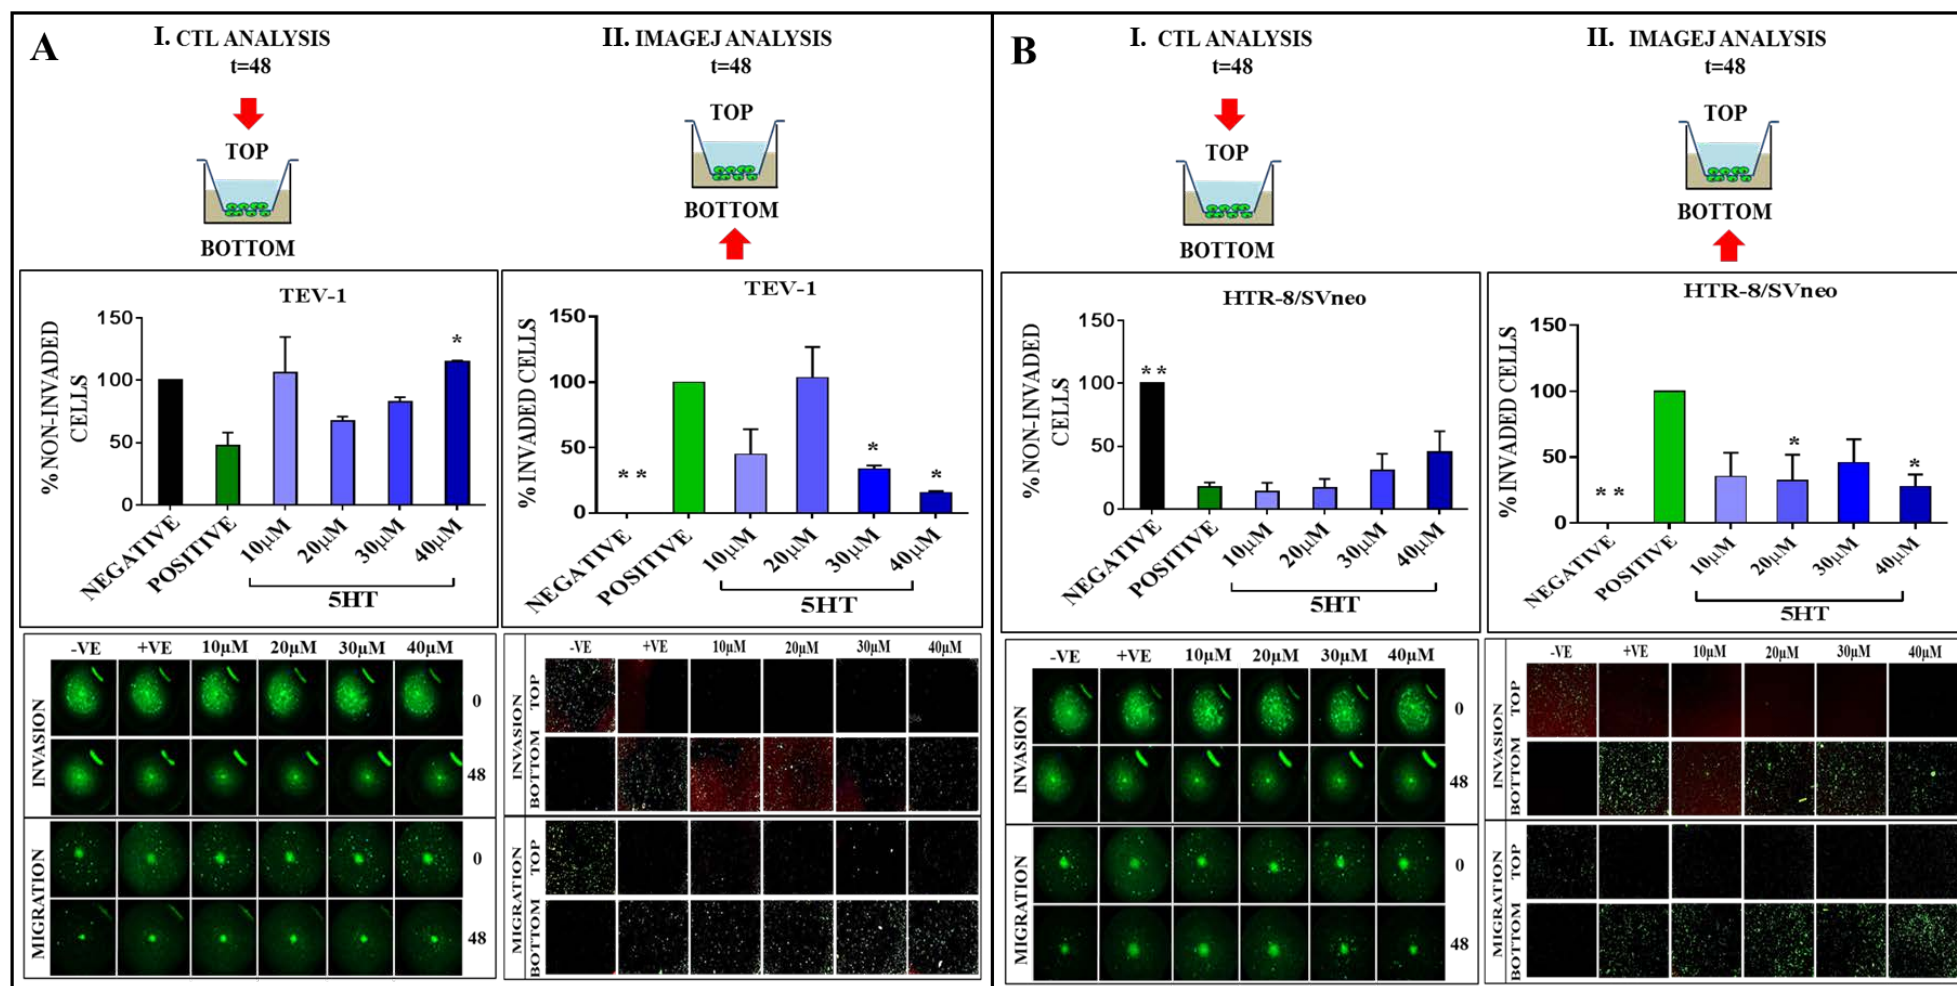 A
I. CTL ANALYSIS
t=48
TOP
BOTTOM
II. IMAGEJ ANALYSIS
t=48
TOP
BOTTOM
TEV-1
% NON-INVADED
CELLS
150
100
50
0
*
NEGATIVE
POSITIVE
10µM
20µM
30µM
40µM
5HT
TEV-1
% INVADED CELLS
150
100
50
0
* *
*
*
NEGATIVE
POSITIVE
10µM
20µM
30µM
40µM
5HT
-VE +VE 10µM 20µM 30µM 40µM
INVASION
0
48
MIGRATION
0
48
-VE +VE 10µM 20µM 30µM 40µM
INVASION
TOP
BOTTOM
MIGRATION
TOP
BOTTOM
B
I. CTL ANALYSIS
t=48
TOP
BOTTOM
II. IMAGEJ ANALYSIS
t=48
TOP
BOTTOM
HTR-8/SVneo
% NON-INVADED
CELLS
150
100
50
0
* *
NEGATIVE
POSITIVE
10µM
20µM
30µM
40µM
5HT
HTR-8/SVneo
% INVADED CELLS
150
100
50
0
* *
*
*
NEGATIVE
POSITIVE
10µM
20µM
30µM
40µM
5HT
-VE +VE 10µM 20µM 30µM 40µM
INVASION
0
48
MIGRATION
0
48
-VE +VE 10µM 20µM 30µM 40µM
INVASION
TOP
BOTTOM
MIGRATION
TOP
BOTTOM